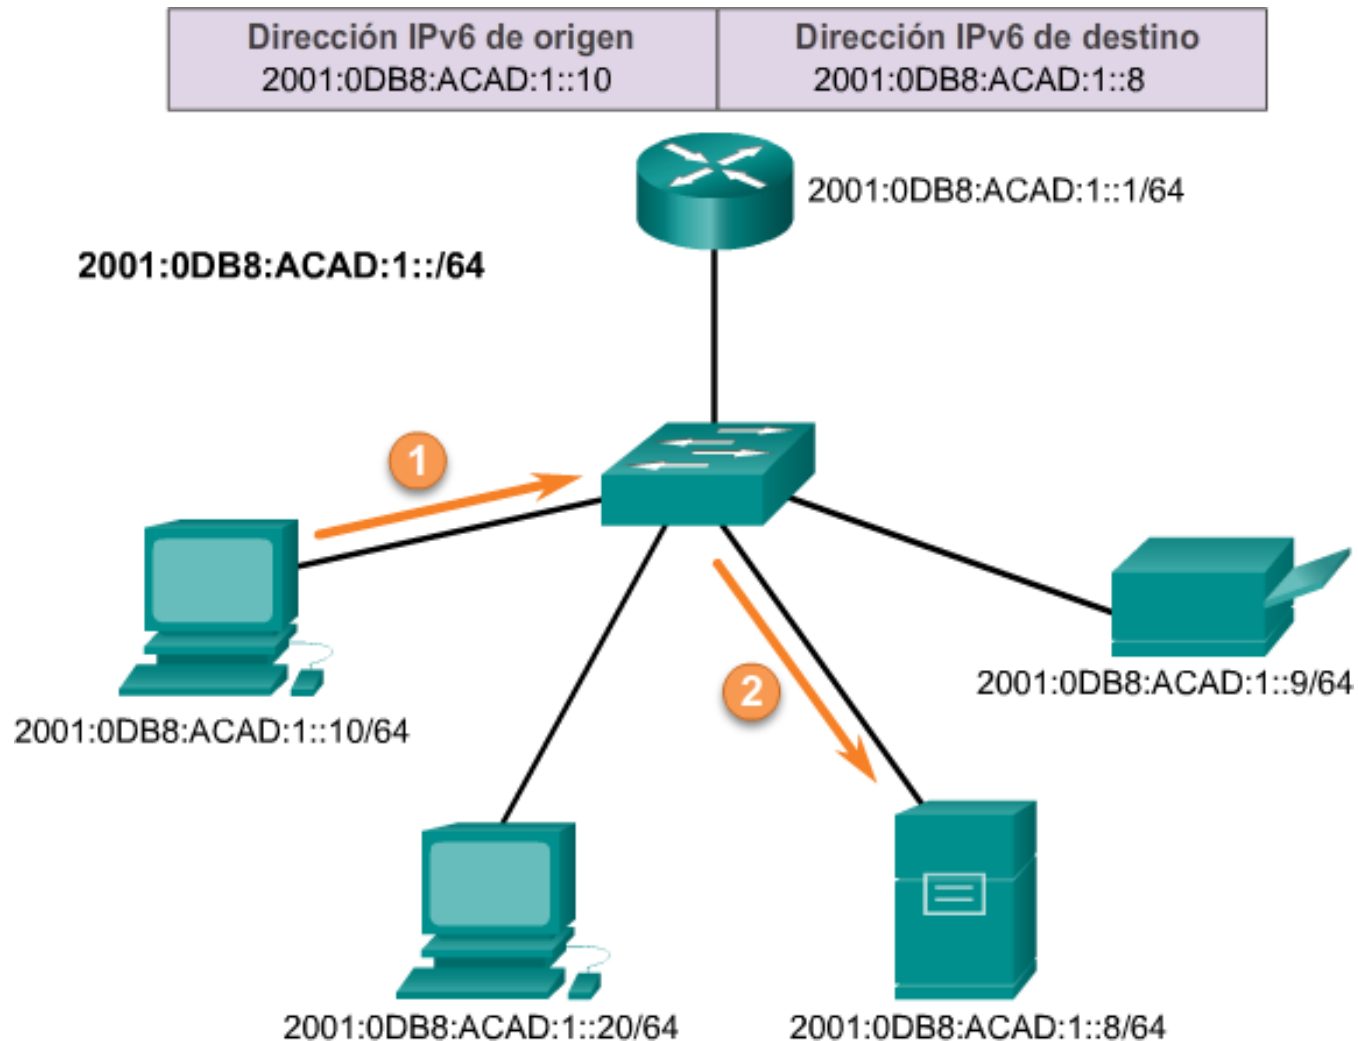 Dirección IPv6 de origen
2001:0DB8:ACAD:1::10
Dirección IPv6 de destino
2001:0DB8:ACAD:1::8
2001:0DB8:ACAD:1::1/64
2001:0DB8:ACAD:1::/64
1
2
2001:0DB8:ACAD:1::9/64
2001:0DB8:ACAD:1::10/64
2001:0DB8:ACAD:1::20/64
2001:0DB8:ACAD:1::8/64